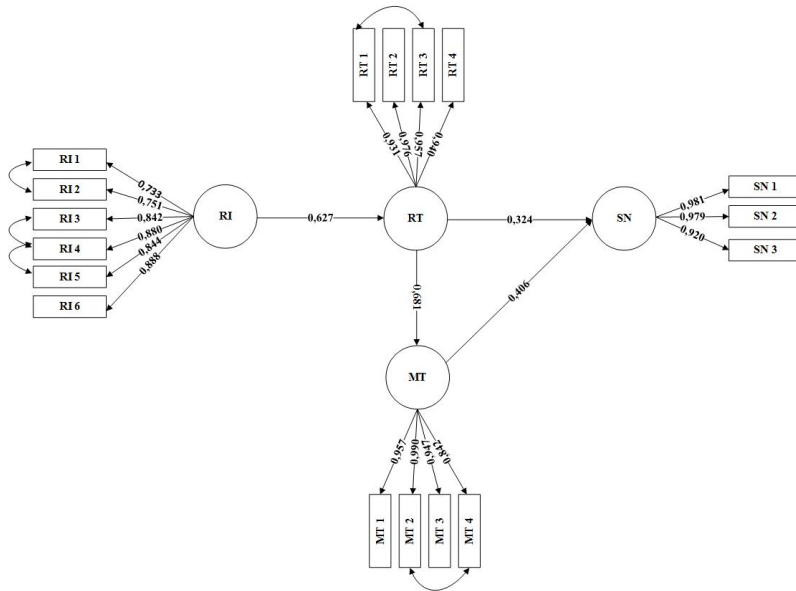 RT 1
RT 2
RT 3
RT 4
0,931
0,976
0,957
0,940
RI 1
RI 2
RI 3
RI 4
RI 5
RI 6
0,733
0,751
0,842
0,880
0,844
0,888
RI
0,627
RT
0,324
SN
0,981
0,979
0,920
SN 1
SN 2
SN 3
0,681
0,406
MT
0,957
0,990
0,947
0,842
MT 1
MT 2
MT 3
MT 4